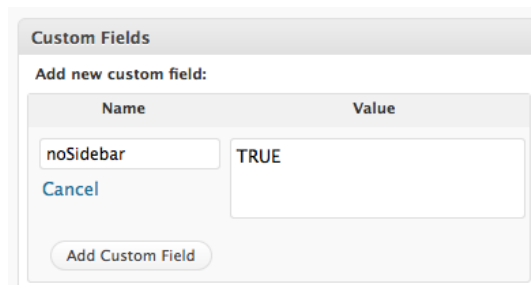 Custom Fields
Add new custom field:
Name Value
noSidebar TRUE
Cancel
Add Custom Field